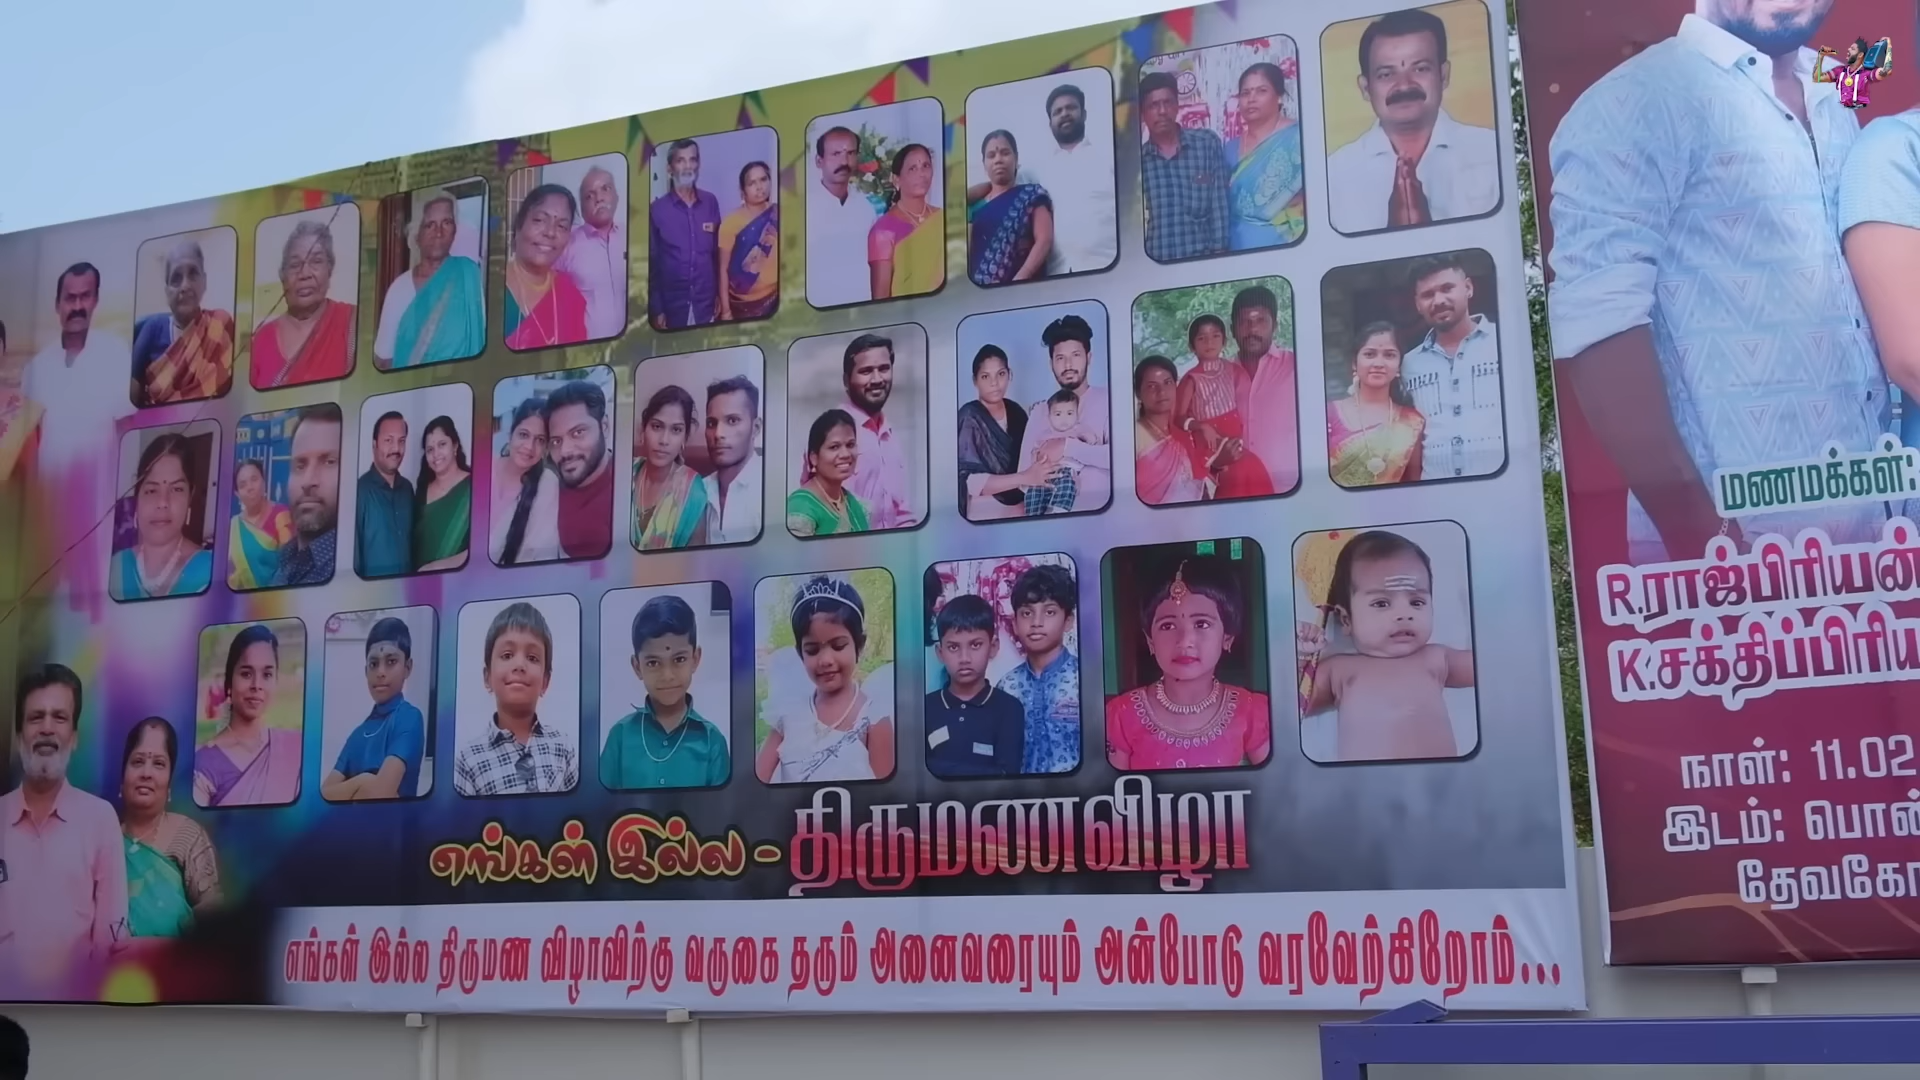 எங்கள் இல்ல - திருமணவிழா
எங்கள் இல்ல திருமண விழாவிற்கு வருகை தரும் அனைவரையும் அன்போடு வரவேற்கிறோம்...
மணமக்கள்:
R.ராஜ்பிரியன்
K.சக்திப்பிரிய
நாள்: 11.02
இடம்: பொன்
தேவகோ